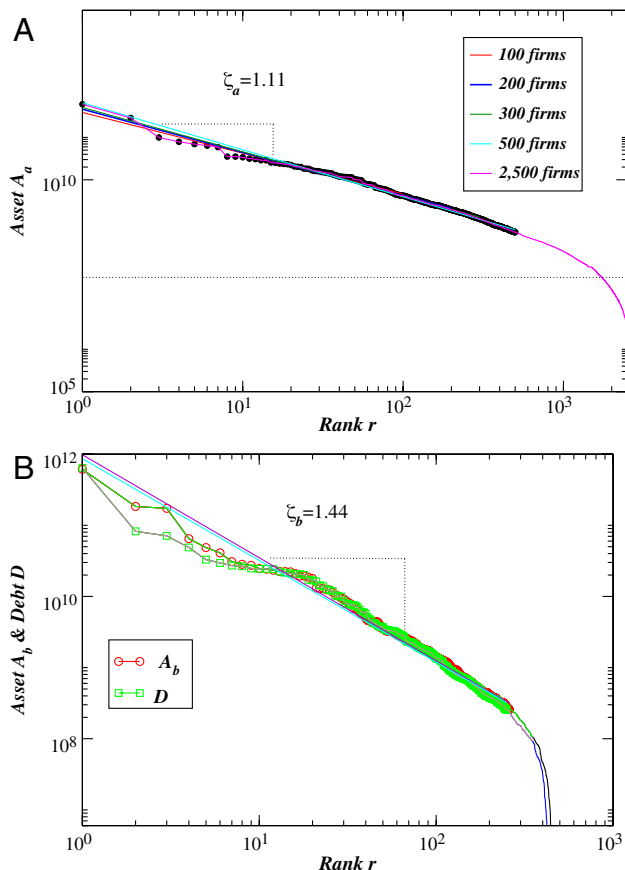 A
ζa=1.11
100 firms
200 firms
300 firms
500 firms
2,500 firms
Asset Aa
10^10
10^5
10^0 10^1 10^2 10^3
Rank r
B
10^12
ζb=1.44
Asset Ab & Debt D
10^10
Ab
D
10^8
10^0 10^1 10^2 10^3
Rank r